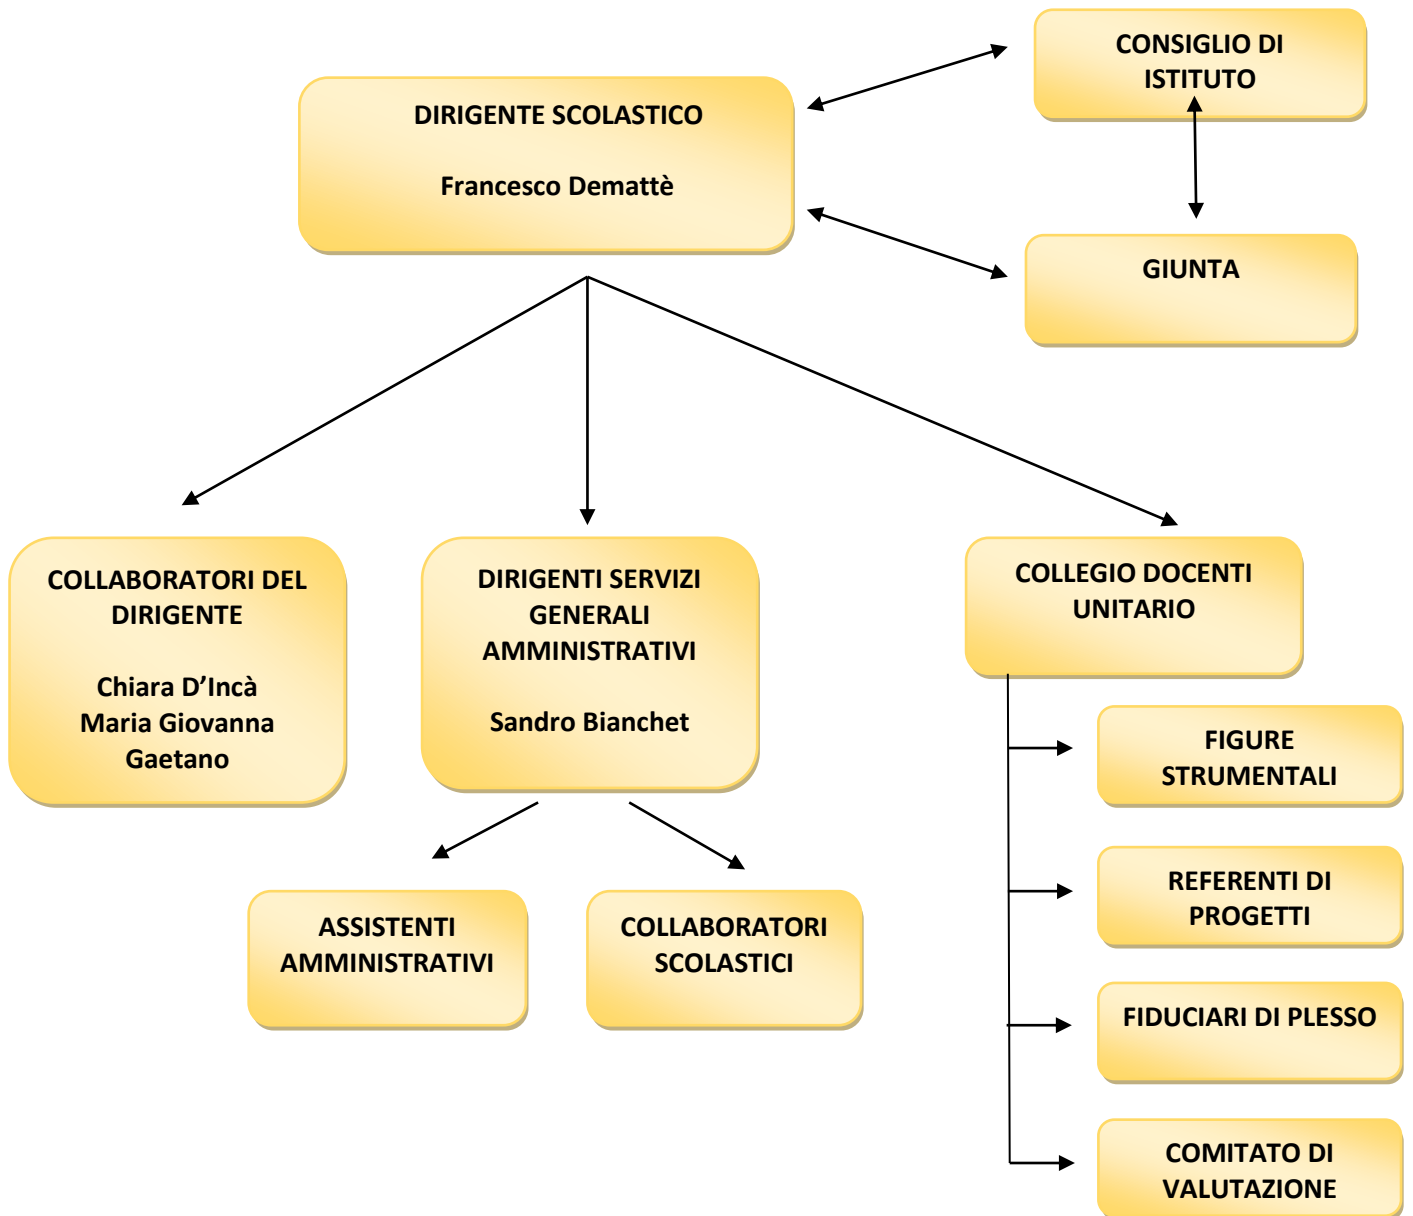 CONSIGLIO DI
ISTITUTO
DIRIGENTE SCOLASTICO
Francesco Demattè
GIUNTA
COLLABORATORI DEL
DIRIGENTE
Chiara D’Incà
Maria Giovanna
Gaetano
DIRIGENTI SERVIZI
GENERALI
AMMINISTRATIVI
Sandro Bianchet
COLLEGIO DOCENTI
UNITARIO
FIGURE
STRUMENTALI
REFERENTI DI
PROGETTI
FIDUCIARI DI PLESSO
COMITATO DI
VALUTAZIONE
ASSISTENTI
AMMINISTRATIVI
COLLABORATORI
SCOLASTICI